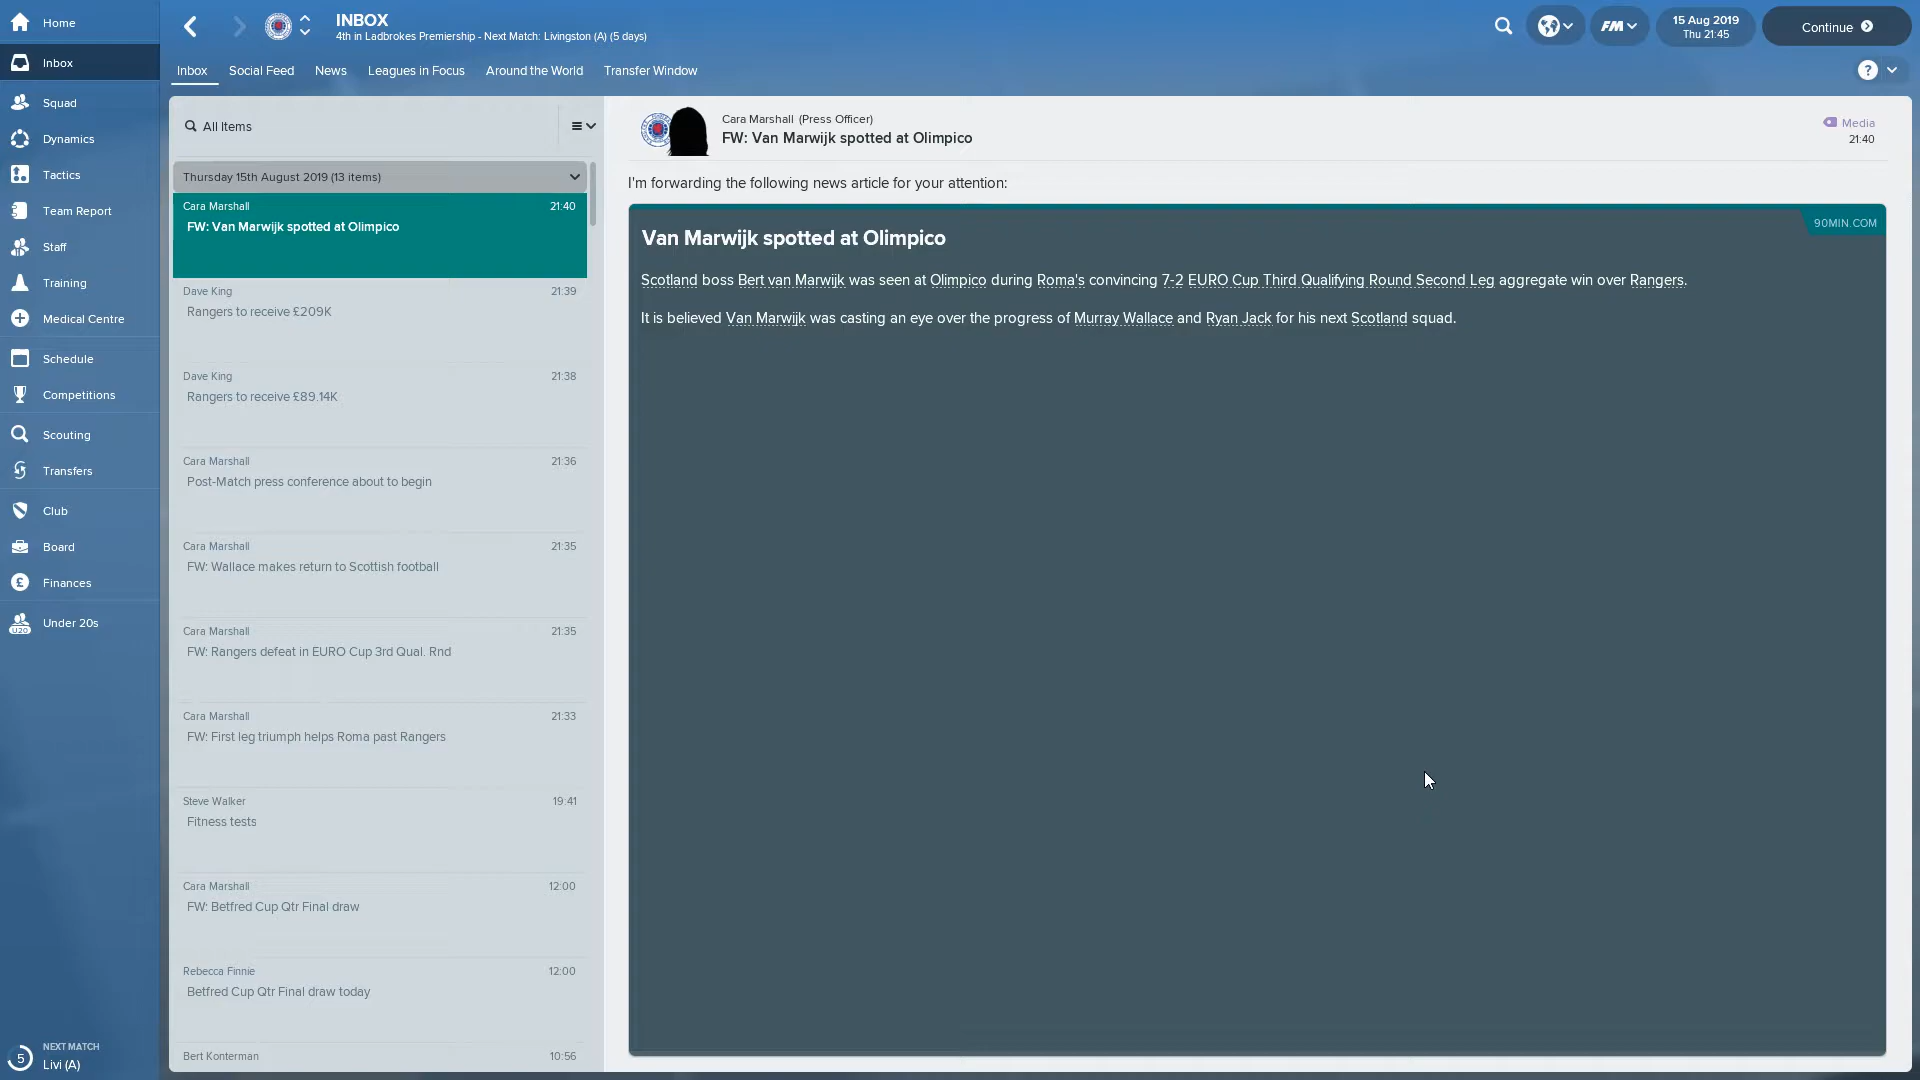 Home
Inbox
Squad
Dynamics
Tactics
Team Report
Staff
Training
Medical Centre
Schedule
Competitions
Scouting
Transfers
Club
Board
Finances
U20
Under 20s
5
NEXT MATCH
Livi (A)
INBOX
4th in Ladbrokes Premiership - Next Match: Livingston (A) (5 days)
FM
15 Aug 2019
Thu 21:45
Continue
Inbox
Social Feed
News
Leagues in Focus
Around the World
Transfer Window
?
All Items
Thursday 15th August 2019 (13 items)
Cara Marshall 21:40
FW: Van Marwijk spotted at Olimpico
Dave King 21:39
Rangers to receive £209K
Dave King 21:38
Rangers to receive £89.14K
Cara Marshall 21:36
Post-Match press conference about to begin
Cara Marshall 21:35
FW: Wallace makes return to Scottish football
Cara Marshall 21:35
FW: Rangers defeat in EURO Cup 3rd Qual. Rnd
Cara Marshall 21:33
FW: First leg triumph helps Roma past Rangers
Steve Walker 19:41
Fitness tests
Cara Marshall 12:00
FW: Betfred Cup Qtr Final draw
Rebecca Finnie 12:00
Betfred Cup Qtr Final draw today
Bert Konterman 10:56
Cara Marshall (Press Officer)
FW: Van Marwijk spotted at Olimpico
Media
21:40
I'm forwarding the following news article for your attention:
90MIN.COM
Van Marwijk spotted at Olimpico
Scotland boss Bert van Marwijk was seen at Olimpico during Roma's convincing 7-2 EURO Cup Third Qualifying Round Second Leg aggregate win over Rangers.
It is believed Van Marwijk was casting an eye over the progress of Murray Wallace and Ryan Jack for his next Scotland squad.